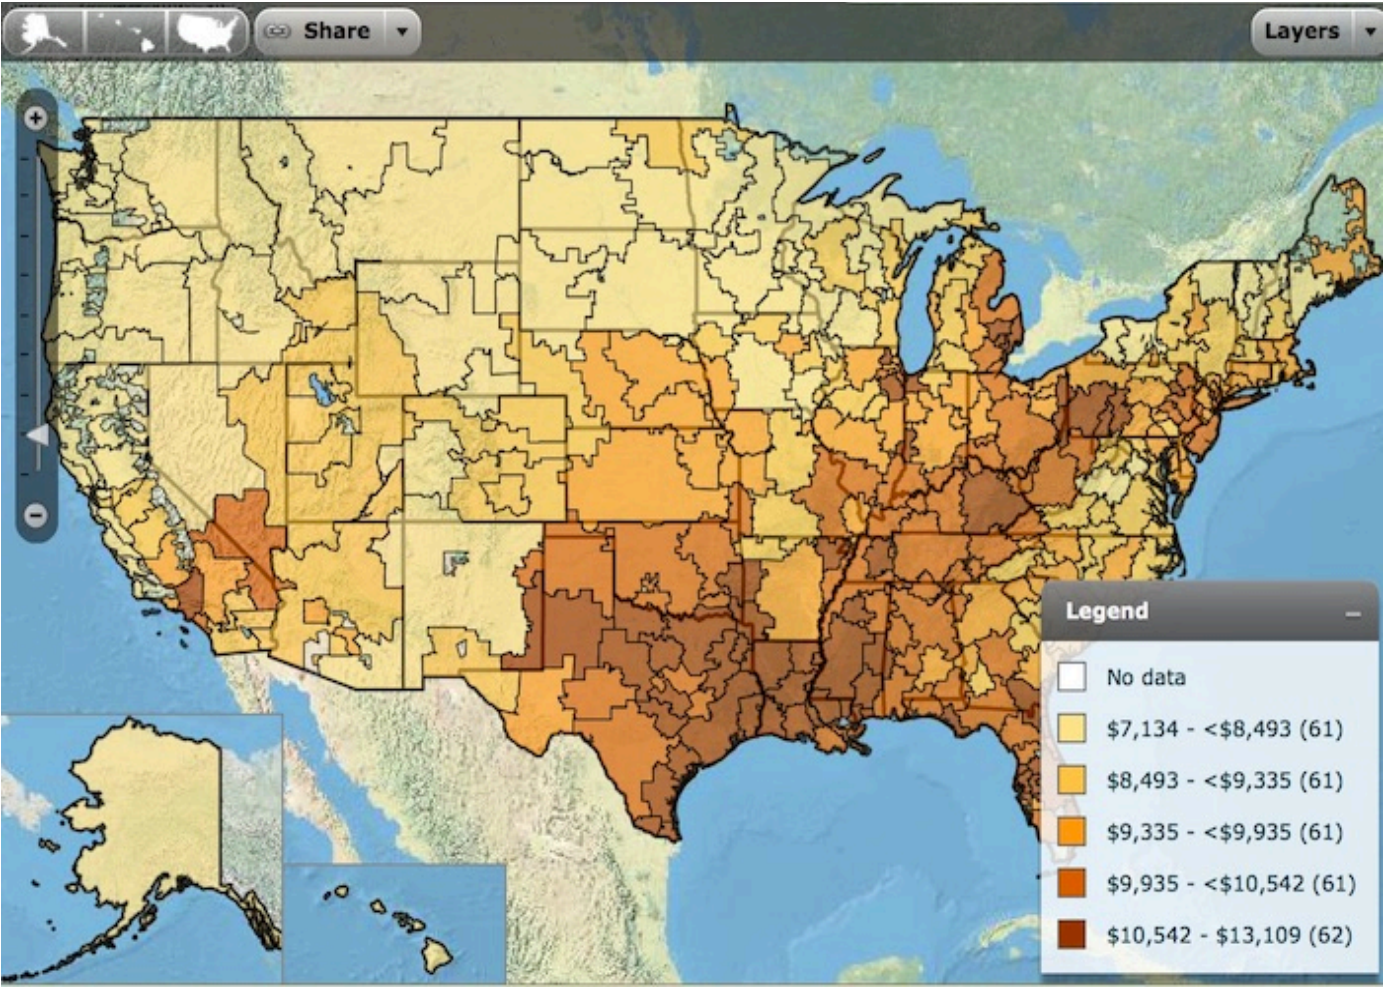 Share
Layers
Legend
No data
$7,134 - <$8,493 (61)
$8,493 - <$9,335 (61)
$9,335 - <$9,935 (61)
$9,935 - <$10,542 (61)
$10,542 - $13,109 (62)